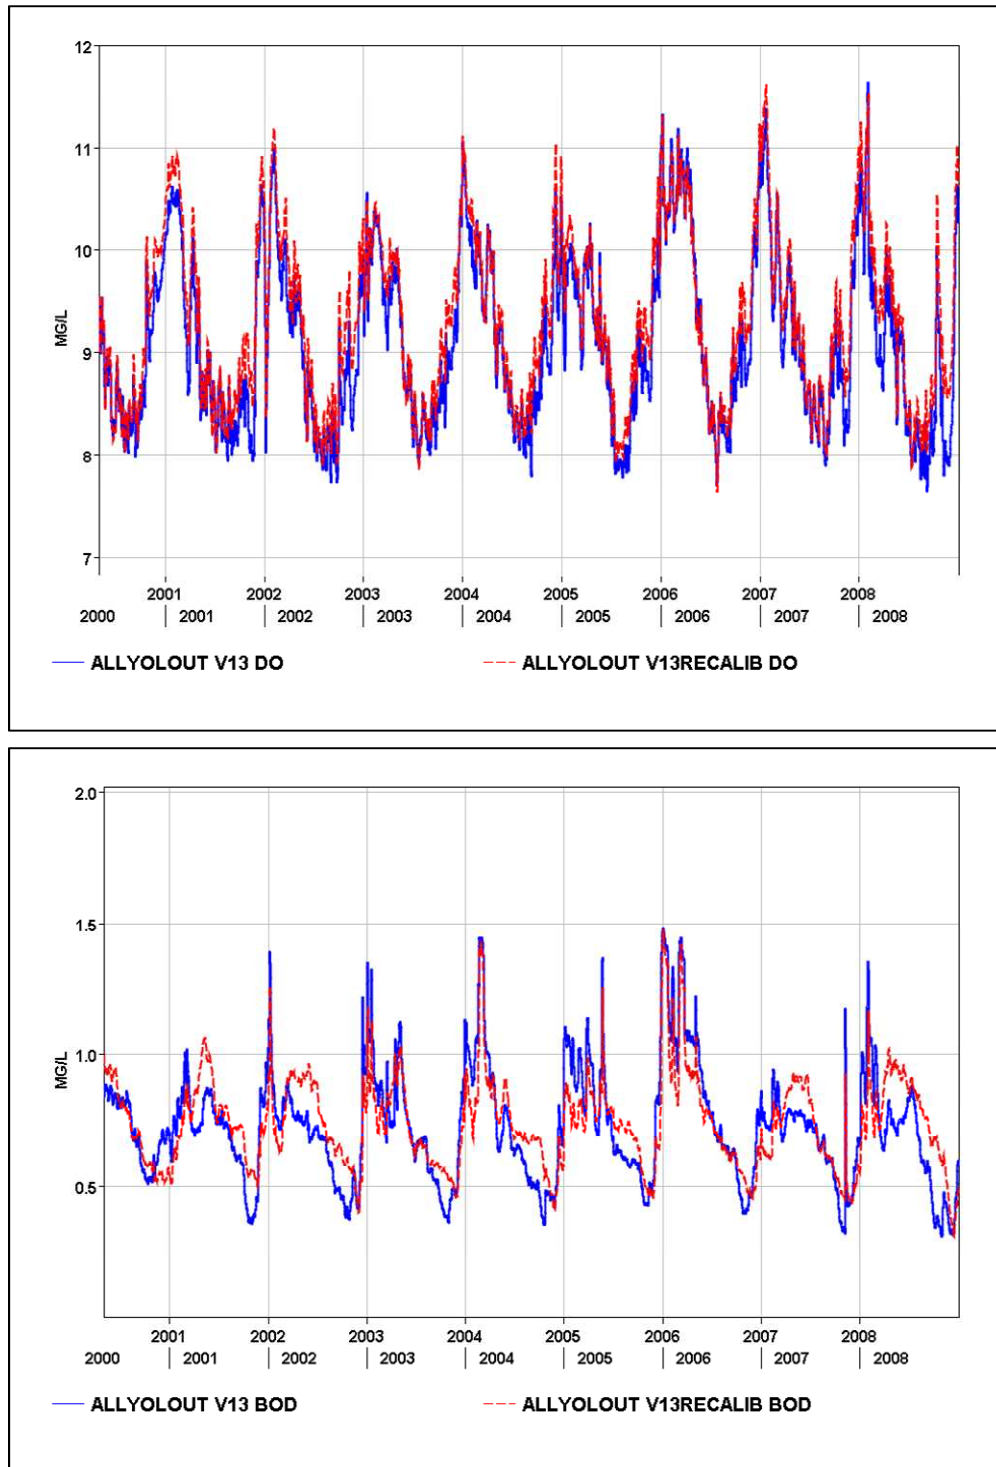 12
11
10
9
8
7
MG/L
2001 2002 2003 2004 2005 2006 2007 2008
2000 2001 2002 2003 2004 2005 2006 2007 2008
ALLYOLOUT V13 DO ALLYOLOUT V13RECALIB DO
2.0
1.5
1.0
0.5
MG/L
2001 2002 2003 2004 2005 2006 2007 2008
2000 2001 2002 2003 2004 2005 2006 2007 2008
ALLYOLOUT V13 BOD ALLYOLOUT V13RECALIB BOD